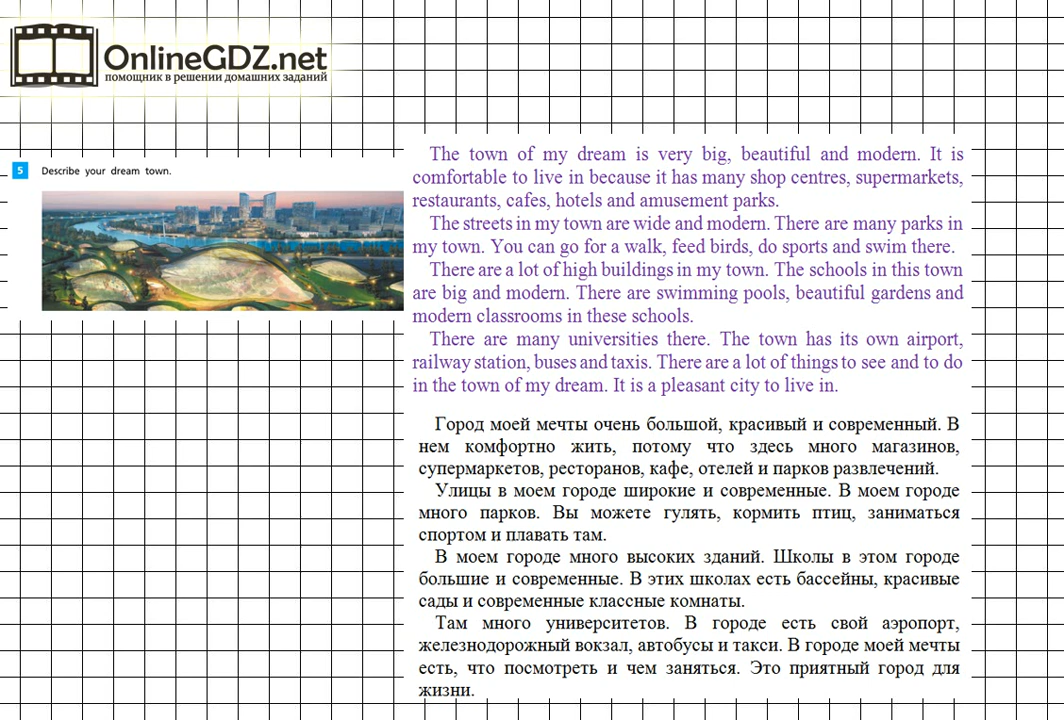 OnlineGDZ.net
помощник в решении домашних заданий
5 Describe your dream town.
The town of my dream is very big, beautiful and modern. It is
comfortable to live in because it has many shop centres, supermarkets,
restaurants, cafes, hotels and amusement parks.
The streets in my town are wide and modern. There are many parks in
my town. You can go for a walk, feed birds, do sports and swim there.
There are a lot of high buildings in my town. The schools in this town
are big and modern. There are swimming pools, beautiful gardens and
modern classrooms in these schools.
There are many universities there. The town has its own airport,
railway station, buses and taxis. There are a lot of things to see and to do
in the town of my dream. It is a pleasant city to live in.
Город моей мечты очень большой, красивый и современный. В
нем комфортно жить, потому что здесь много магазинов,
супермаркетов, ресторанов, кафе, отелей и парков развлечений.
Улицы в моем городе широкие и современные. В моем городе
много парков. Вы можете гулять, кормить птиц, заниматься
спортом и плавать там.
В моем городе много высоких зданий. Школы в этом городе
большие и современные. В этих школах есть бассейны, красивые
сады и современные классные комнаты.
Там много университетов. В городе есть свой аэропорт,
железнодорожный вокзал, автобусы и такси. В городе моей мечты
есть, что посмотреть и чем заняться. Это приятный город для
жизни.